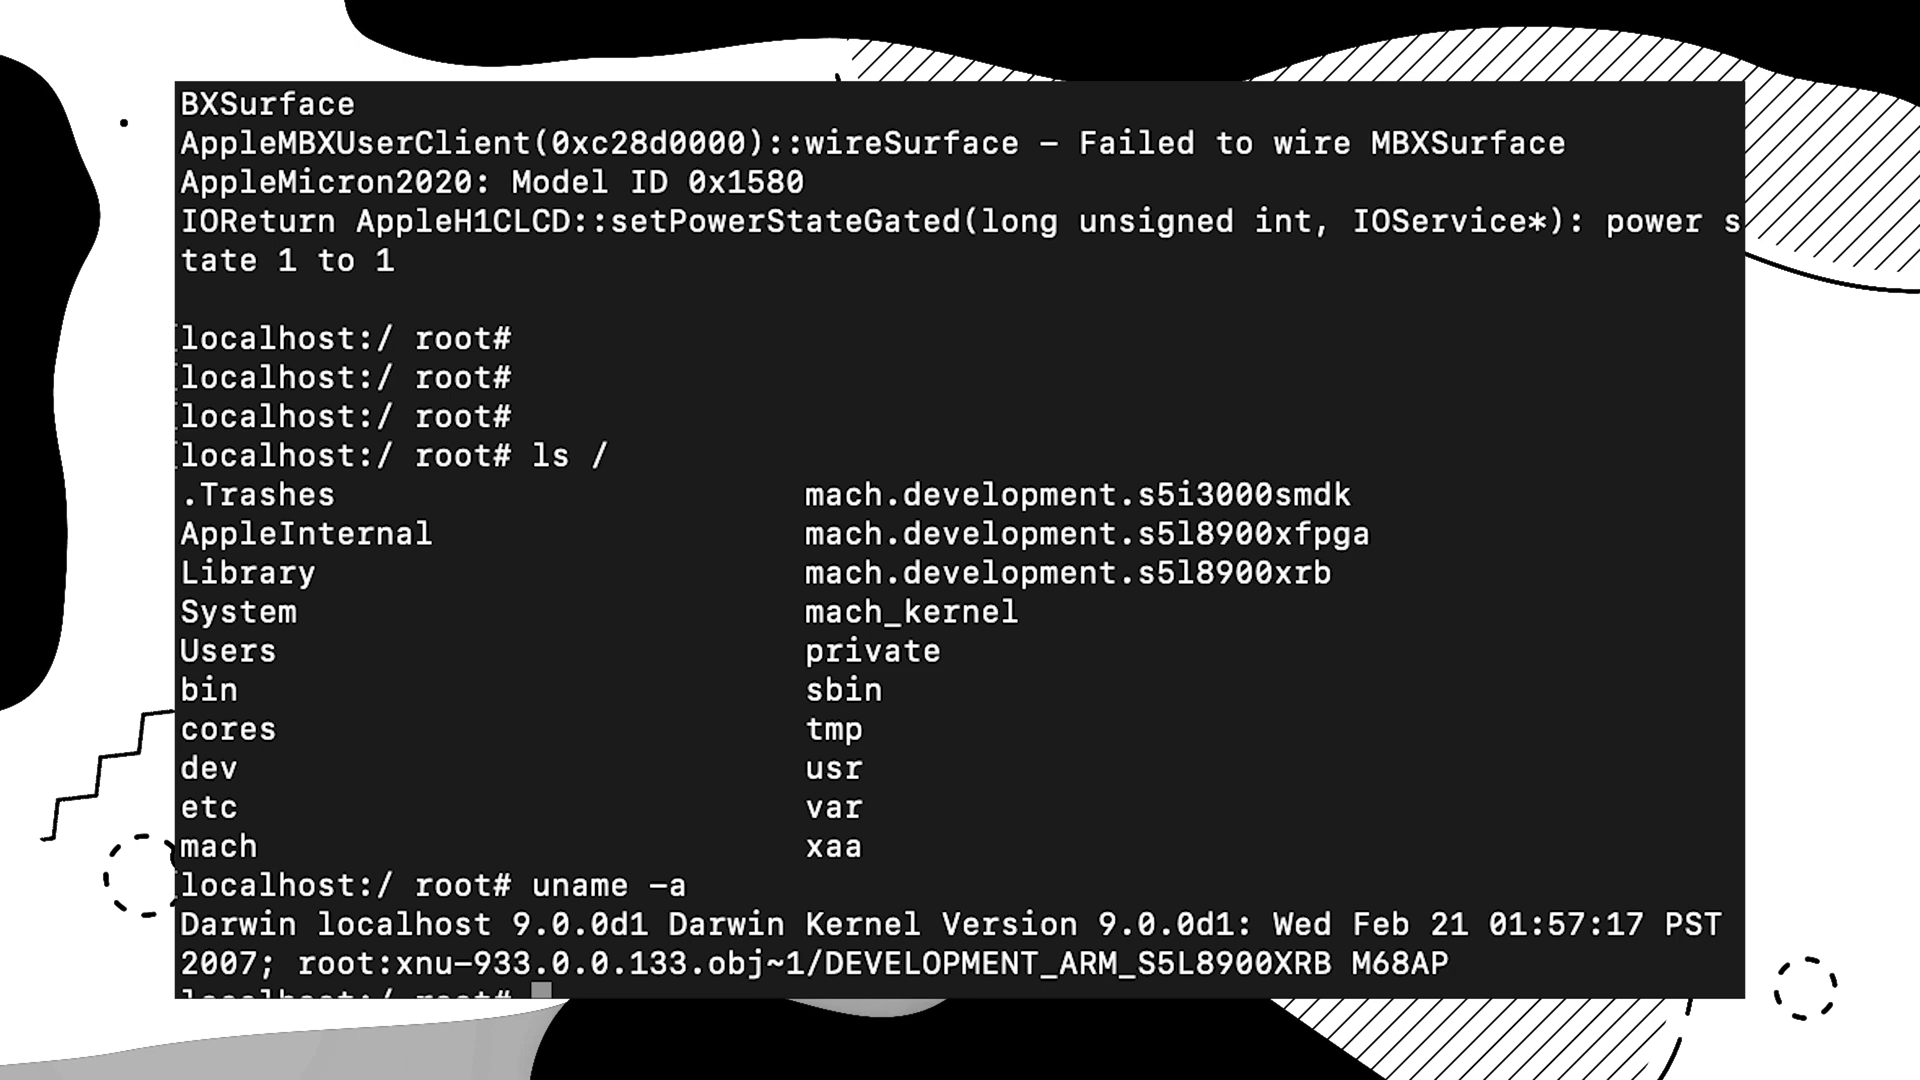 BXSurface
AppleMBXUserClient(0xc28d0000)::wireSurface – Failed to wire MBXSurface
AppleMicron2020: Model ID 0x1580
IOReturn AppleH1CLCD::setPowerStateGated(long unsigned int, IOService*): power s
tate 1 to 1
localhost:/ root#
localhost:/ root#
localhost:/ root#
localhost:/ root# ls /
.Trashes mach.development.s5i3000smdk
AppleInternal mach.development.s5l8900xfpga
Library mach.development.s5l8900xrb
System mach_kernel
Users private
bin sbin
cores tmp
dev usr
etc var
mach xaa
localhost:/ root# uname –a
Darwin localhost 9.0.0d1 Darwin Kernel Version 9.0.0d1: Wed Feb 21 01:57:17 PST
2007; root:xnu–933.0.0.133.obj~1/DEVELOPMENT_ARM_S5L8900XRB M68AP
localhost:/ root#